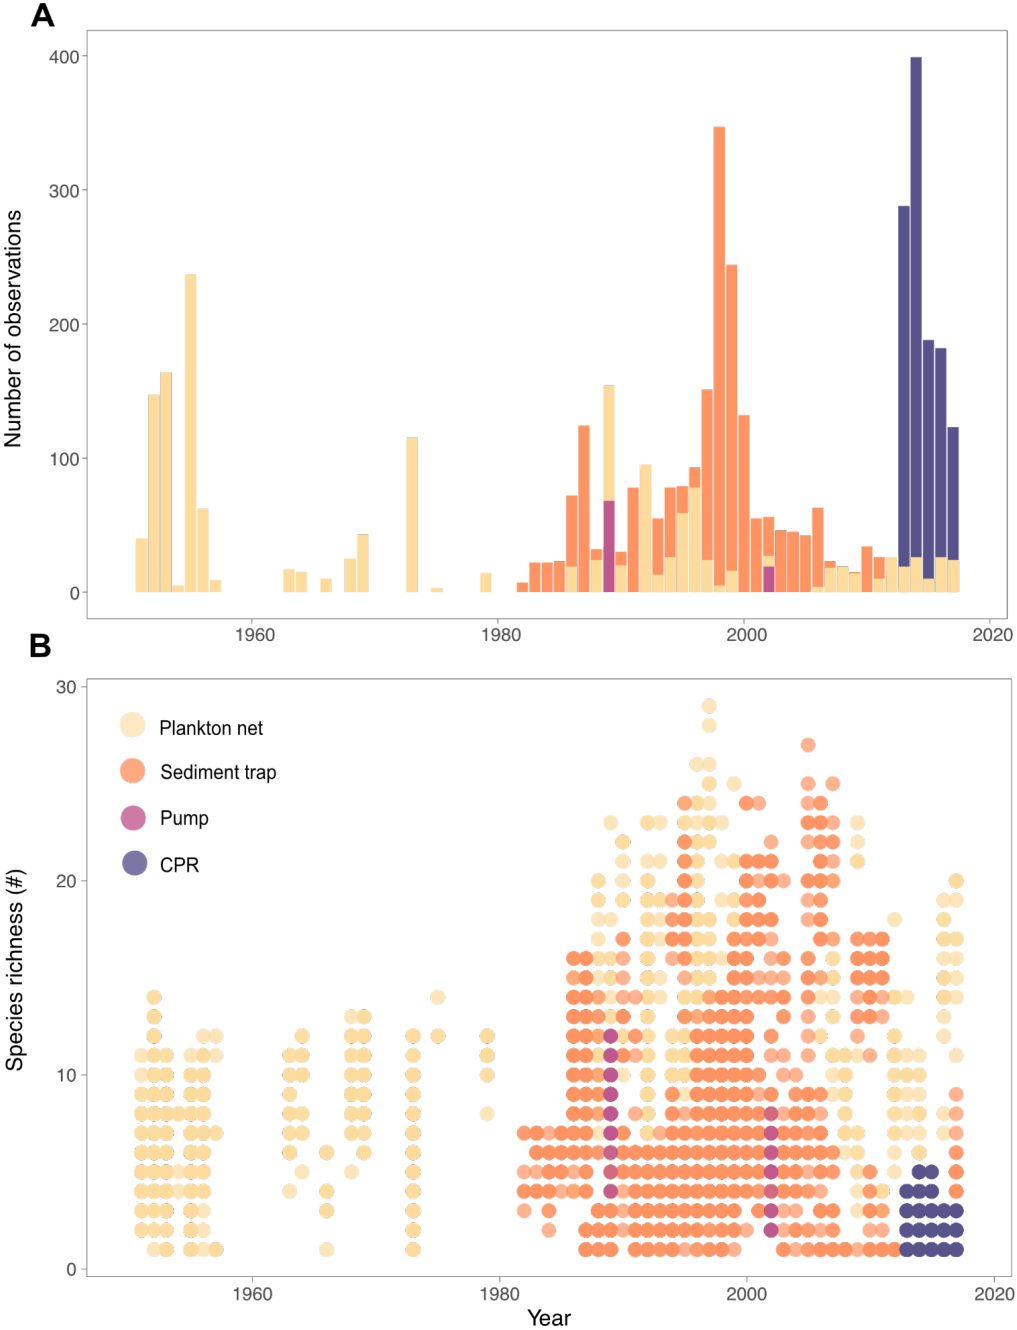 A
400
300
200
100
0
Number of observations
1960
1980
2000
2020
B
30
20
10
0
Species richness (#)
Plankton net
Sediment trap
Pump
CPR
1960
1980
2000
2020
Year